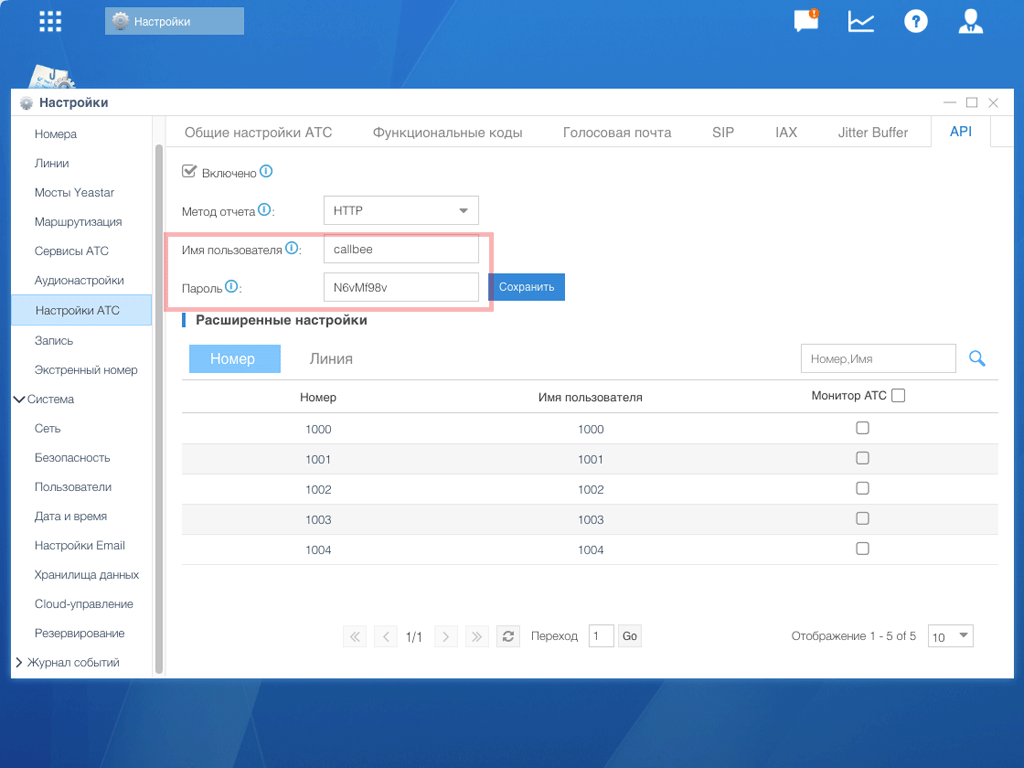 Настройки
!
?
Настройки
Номера
Линии
Мосты Yeastar
Маршрутизация
Сервисы АТС
Аудионастройки
Настройки АТС
Запись
Экстренный номер
Система
Сеть
Безопасность
Пользователи
Дата и время
Настройки Email
Хранилища данных
Cloud-управление
Резервирование
Журнал событий
Общие настройки АТС Функциональные коды Голосовая почта SIP IAX Jitter Buffer API
Включено
Метод отчета: HTTP
Имя пользователя: callbee
Пароль: N6vMf98v Сохранить
Расширенные настройки
Номер Линия Номер,Имя
Номер Имя пользователя Монитор АТС
1000 1000
1001 1001
1002 1002
1003 1003
1004 1004
1/1 Переход 1 Go Отображение 1 - 5 of 5 10